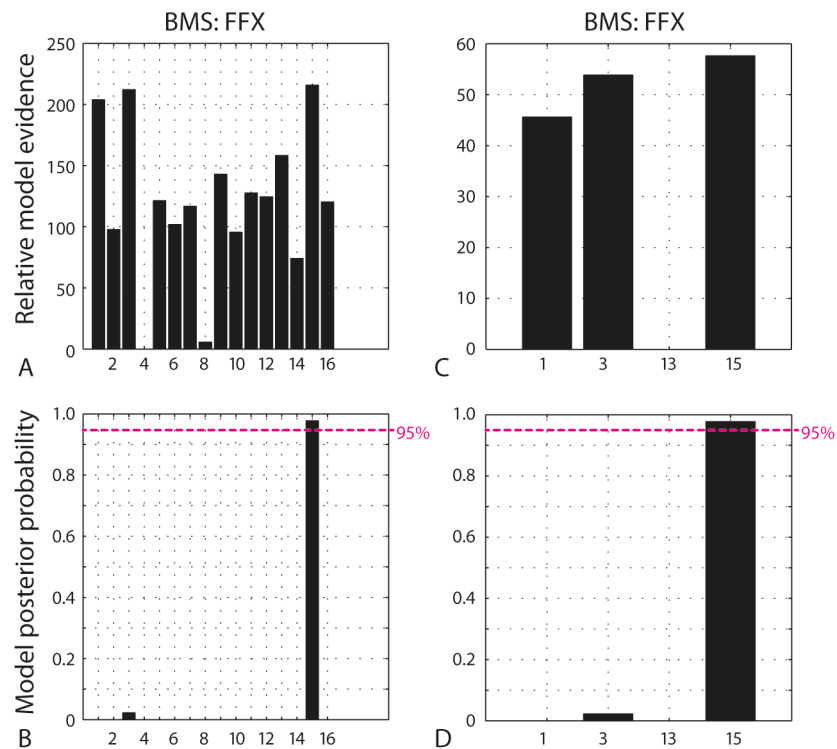 BMS: FFX
Relative model evidence
250
200
150
100
50
0
2 4 6 8 10 12 14 16
A
BMS: FFX
60
50
40
30
20
10
0
1 3 13 15
C
Model posterior probability
1.0
0.8
0.6
0.4
0.2
0
95%
2 4 6 8 10 12 14 16
B
1.0
0.8
0.6
0.4
0.2
0
95%
1 3 13 15
D